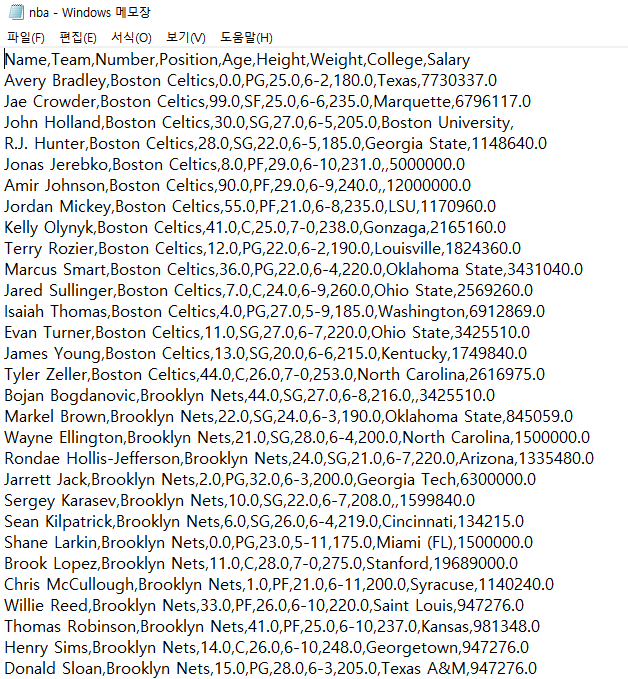 nba - Windows 메모장
파일(F) 편집(E) 서식(O) 보기(V) 도움말(H)
Name,Team,Number,Position,Age,Height,Weight,College,Salary
Avery Bradley,Boston Celtics,0.0,PG,25.0,6-2,180.0,Texas,7730337.0
Jae Crowder,Boston Celtics,99.0,SF,25.0,6-6,235.0,Marquette,6796117.0
John Holland,Boston Celtics,30.0,SG,27.0,6-5,205.0,Boston University,
R.J. Hunter,Boston Celtics,28.0,SG,22.0,6-5,185.0,Georgia State,1148640.0
Jonas Jerebko,Boston Celtics,8.0,PF,29.0,6-10,231.0,,5000000.0
Amir Johnson,Boston Celtics,90.0,PF,29.0,6-9,240.0,,12000000.0
Jordan Mickey,Boston Celtics,55.0,PF,21.0,6-8,235.0,LSU,1170960.0
Kelly Olynyk,Boston Celtics,41.0,C,25.0,7-0,238.0,Gonzaga,2165160.0
Terry Rozier,Boston Celtics,12.0,PG,22.0,6-2,190.0,Louisville,1824360.0
Marcus Smart,Boston Celtics,36.0,PG,22.0,6-4,220.0,Oklahoma State,3431040.0
Jared Sullinger,Boston Celtics,7.0,C,24.0,6-9,260.0,Ohio State,2569260.0
Isaiah Thomas,Boston Celtics,4.0,PG,27.0,5-9,185.0,Washington,6912869.0
Evan Turner,Boston Celtics,11.0,SG,27.0,6-7,220.0,Ohio State,3425510.0
James Young,Boston Celtics,13.0,SG,20.0,6-6,215.0,Kentucky,1749840.0
Tyler Zeller,Boston Celtics,44.0,C,26.0,7-0,253.0,North Carolina,2616975.0
Bojan Bogdanovic,Brooklyn Nets,44.0,SG,27.0,6-8,216.0,,3425510.0
Markel Brown,Brooklyn Nets,22.0,SG,24.0,6-3,190.0,Oklahoma State,845059.0
Wayne Ellington,Brooklyn Nets,21.0,SG,28.0,6-4,200.0,North Carolina,1500000.0
Rondae Hollis-Jefferson,Brooklyn Nets,24.0,SG,21.0,6-7,220.0,Arizona,1335480.0
Jarrett Jack,Brooklyn Nets,2.0,PG,32.0,6-3,200.0,Georgia Tech,6300000.0
Sergey Karasev,Brooklyn Nets,10.0,SG,22.0,6-7,208.0,,1599840.0
Sean Kilpatrick,Brooklyn Nets,6.0,SG,26.0,6-4,219.0,Cincinnati,134215.0
Shane Larkin,Brooklyn Nets,0.0,PG,23.0,5-11,175.0,Miami (FL),1500000.0
Brook Lopez,Brooklyn Nets,11.0,C,28.0,7-0,275.0,Stanford,19689000.0
Chris McCullough,Brooklyn Nets,1.0,PF,21.0,6-11,200.0,Syracuse,1140240.0
Willie Reed,Brooklyn Nets,33.0,PF,26.0,6-10,220.0,Saint Louis,947276.0
Thomas Robinson,Brooklyn Nets,41.0,PF,25.0,6-10,237.0,Kansas,981348.0
Henry Sims,Brooklyn Nets,14.0,C,26.0,6-10,248.0,Georgetown,947276.0
Donald Sloan,Brooklyn Nets,15.0,PG,28.0,6-3,205.0,Texas A&M,947276.0